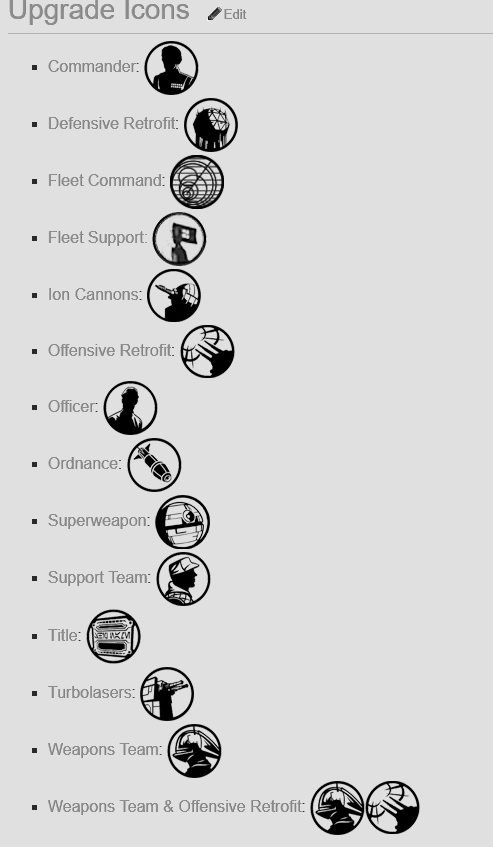 Upgrade Icons Edit
Commander:
Defensive Retrofit:
Fleet Command:
Fleet Support:
Ion Cannons:
Offensive Retrofit:
Officer:
Ordnance:
Superweapon:
Support Team:
Title:
Turbolasers:
Weapons Team:
Weapons Team & Offensive Retrofit: